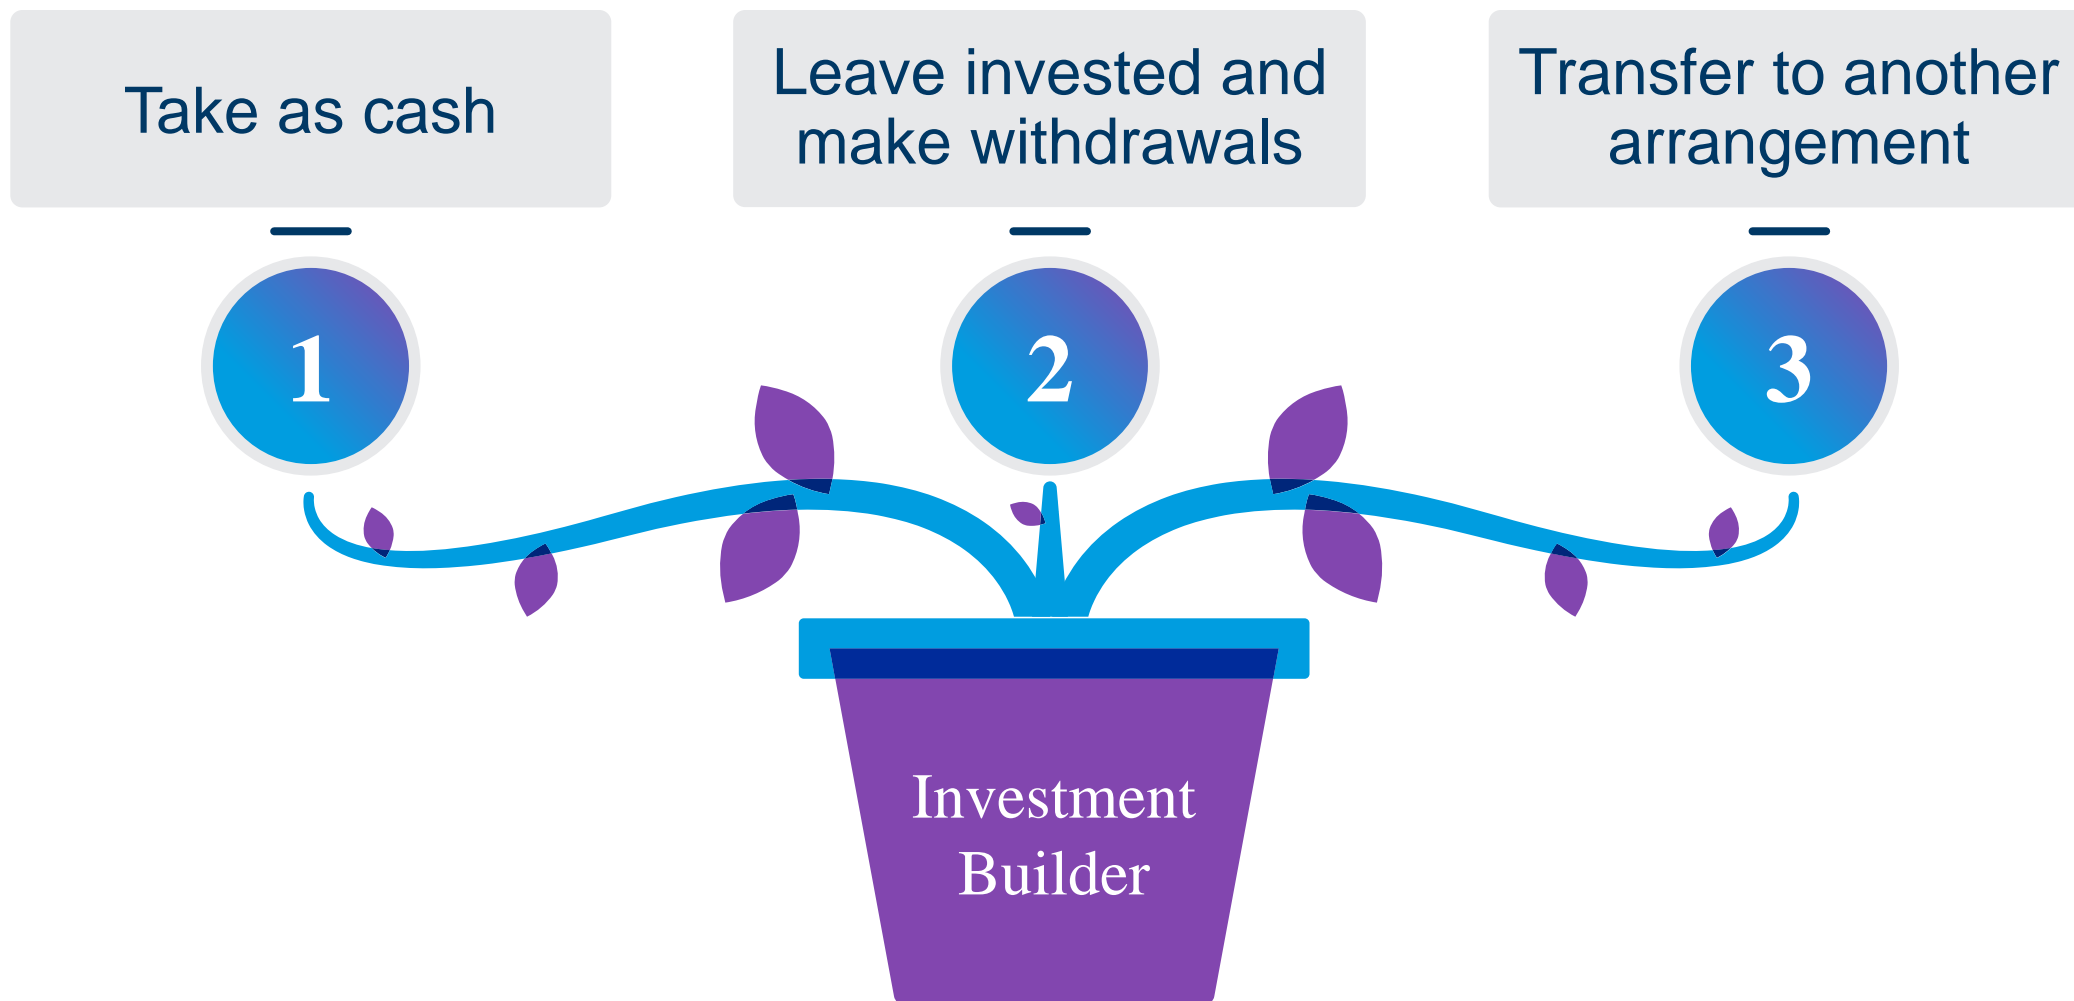 Take as cash
Leave invested and
make withdrawals
Transfer to another
arrangement
1
2
3
Investment
Builder